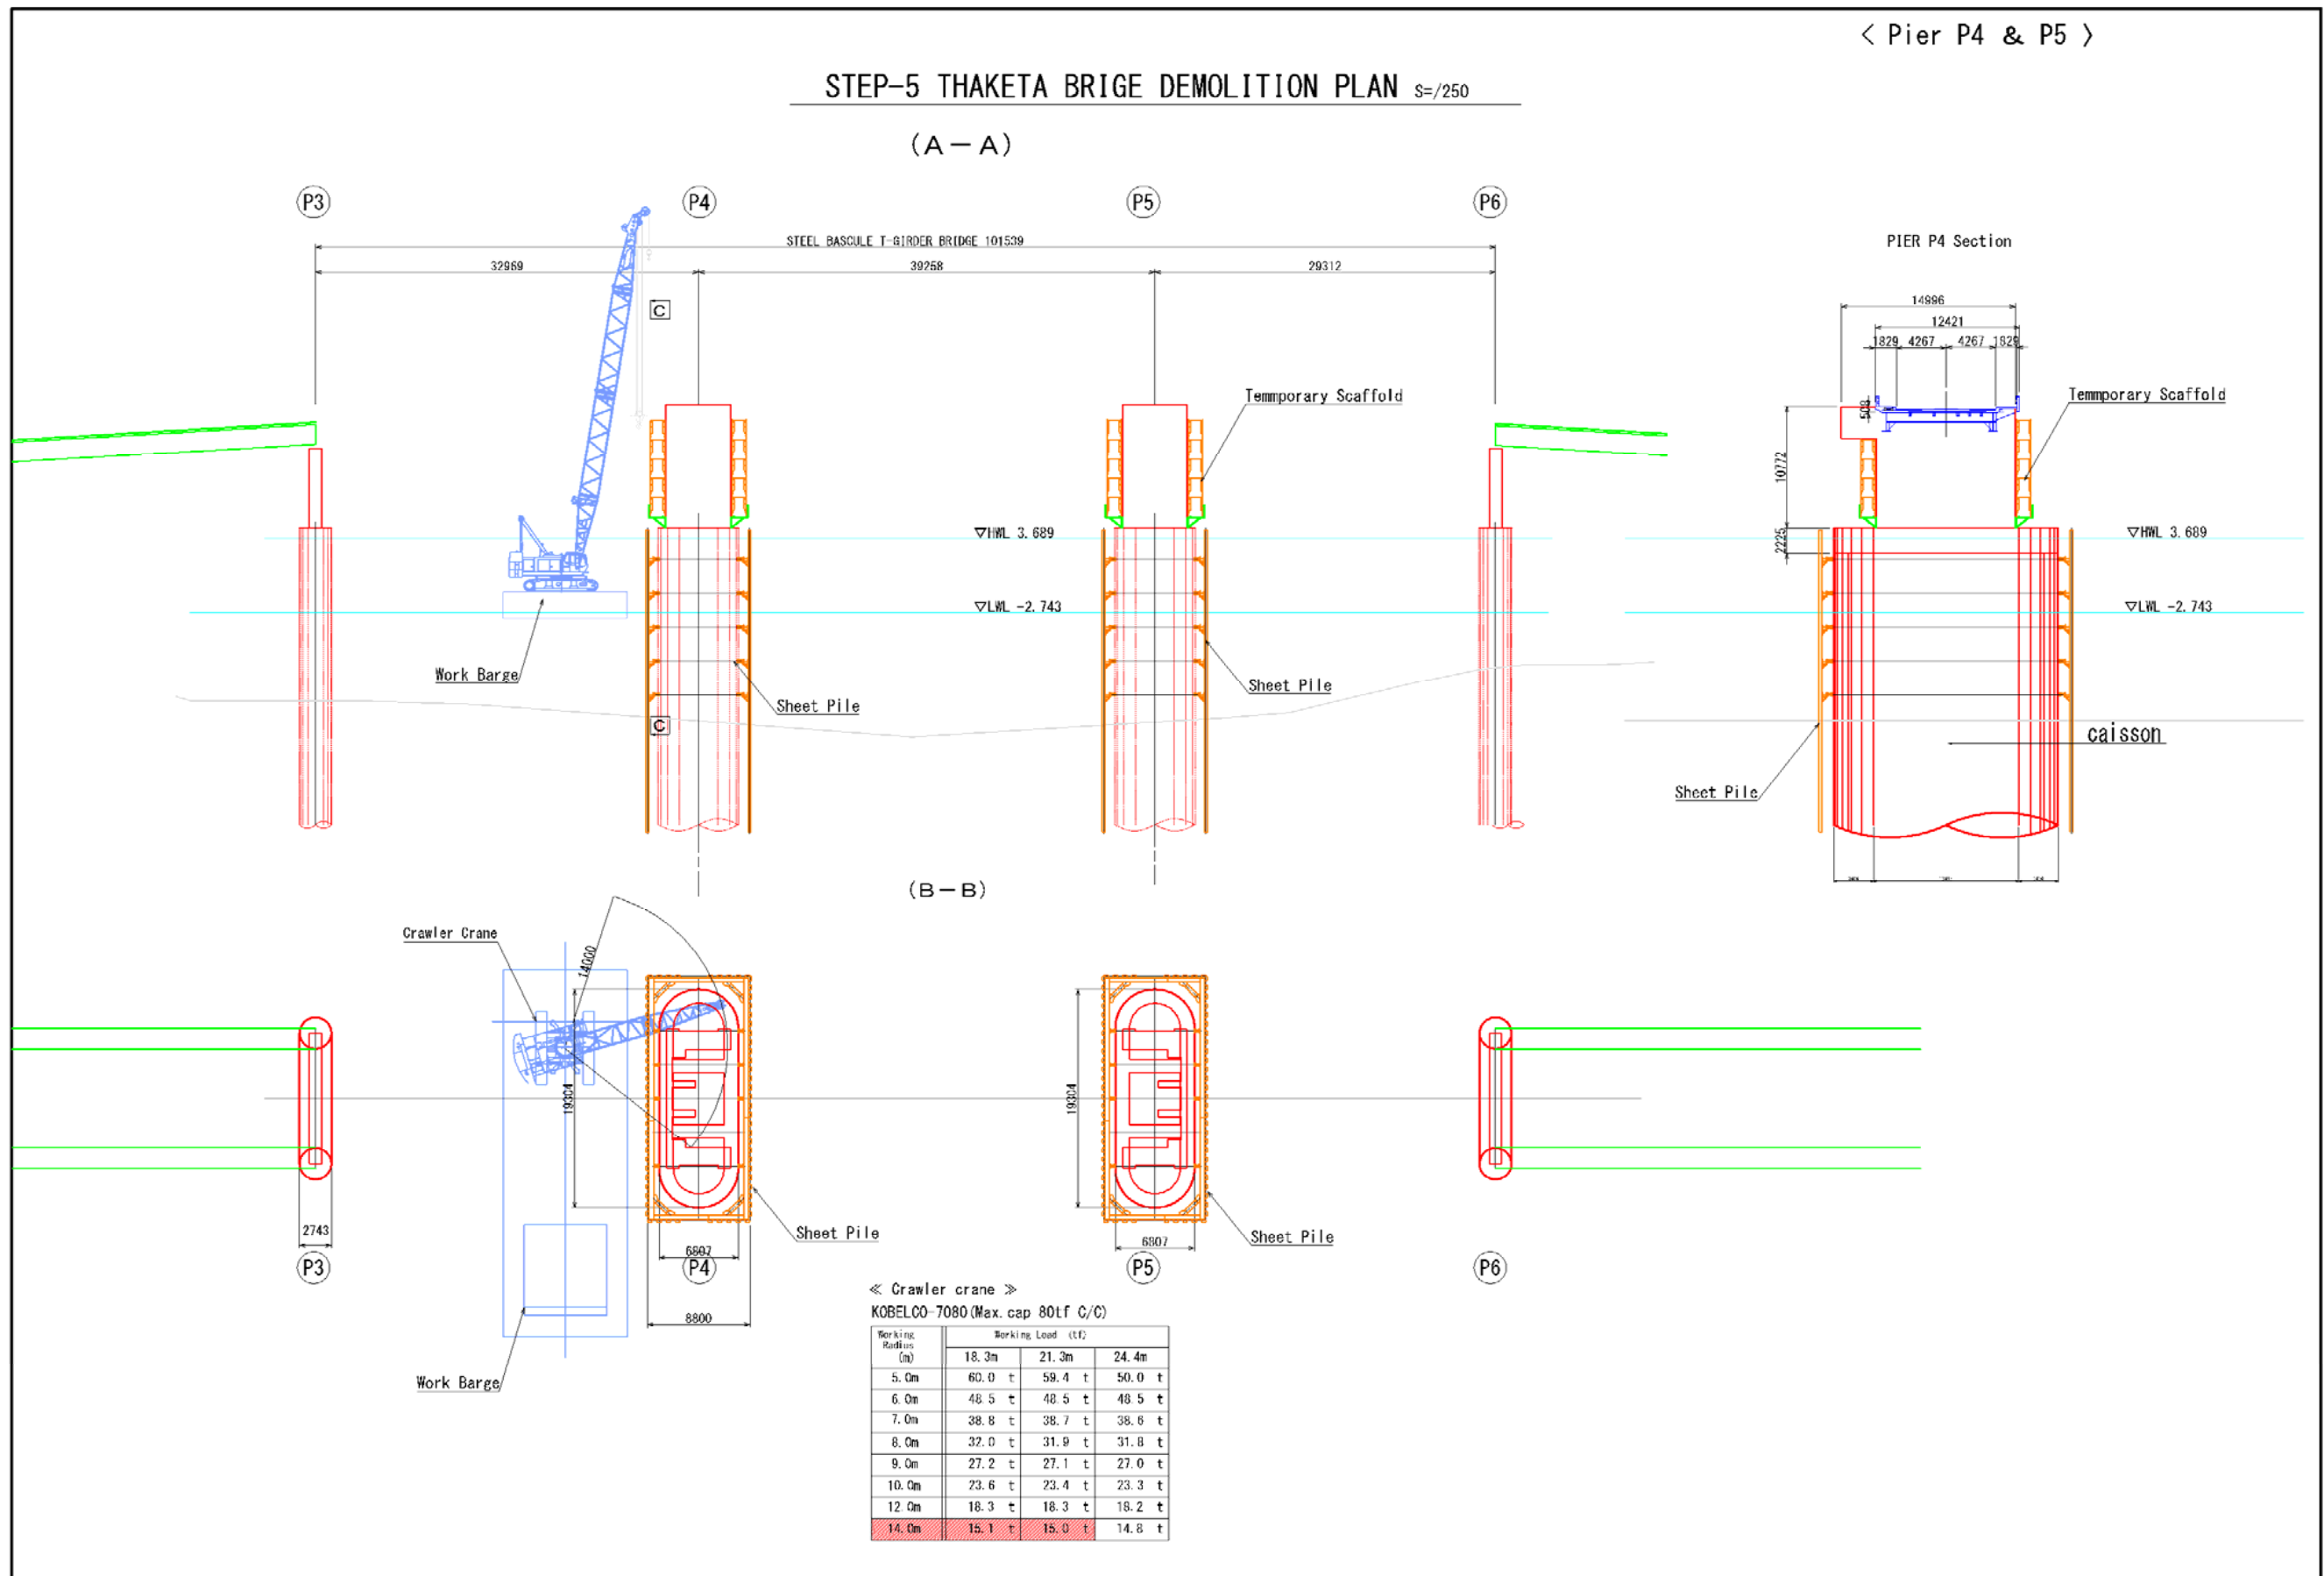 < Pier P4 & P5 >
STEP-5 THAKETA BRIGE DEMOLITION PLAN S=/250
(A-A)
P3
P4
P5
P6
STEEL BASCULE T-GIRDER BRIDGE 101539
32969
39258
29312
PIER P4 Section
14996
12421
1829 4267 4267 1829
508
10772
2225
C
Temmporary Scaffold
Temmporary Scaffold
▽HWL 3.689
▽HWL 3.689
▽LWL -2.743
▽LWL -2.743
Work Barge
Sheet Pile
Sheet Pile
C
caisson
Sheet Pile
(B-B)
Crawler Crane
14000
19304
19304
2743
6807
6807
8800
Sheet Pile
Sheet Pile
P3
P4
P5
P6
Work Barge
≪ Crawler crane ≫
KOBELCO-7080(Max.cap 80tf C/C)
Working Radius (m)
Working Load (tf)
18.3m 21.3m 24.4m
5.0m 60.0 t 59.4 t 50.0 t
6.0m 48.5 t 48.5 t 48.5 t
7.0m 38.8 t 38.7 t 38.6 t
8.0m 32.0 t 31.9 t 31.8 t
9.0m 27.2 t 27.1 t 27.0 t
10.0m 23.6 t 23.4 t 23.3 t
12.0m 18.3 t 18.3 t 18.2 t
14.0m 15.1 t 15.0 t 14.8 t